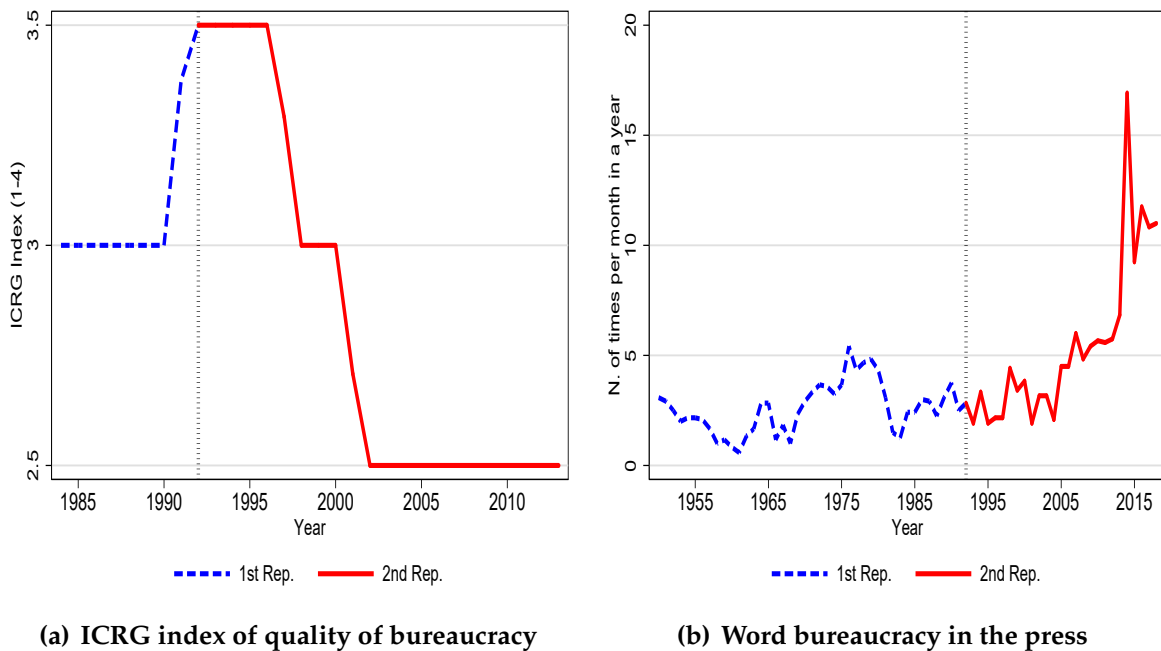 ICRG Index (1-4)
3.5
3
2.5
1985 1990 1995 2000 2005 2010
Year
1st Rep. 2nd Rep.
(a) ICRG index of quality of bureaucracy
N. of times per month in a year
20
15
10
5
0
1955 1965 1975 1985 1995 2005 2015
Year
1st Rep. 2nd Rep.
(b) Word bureaucracy in the press